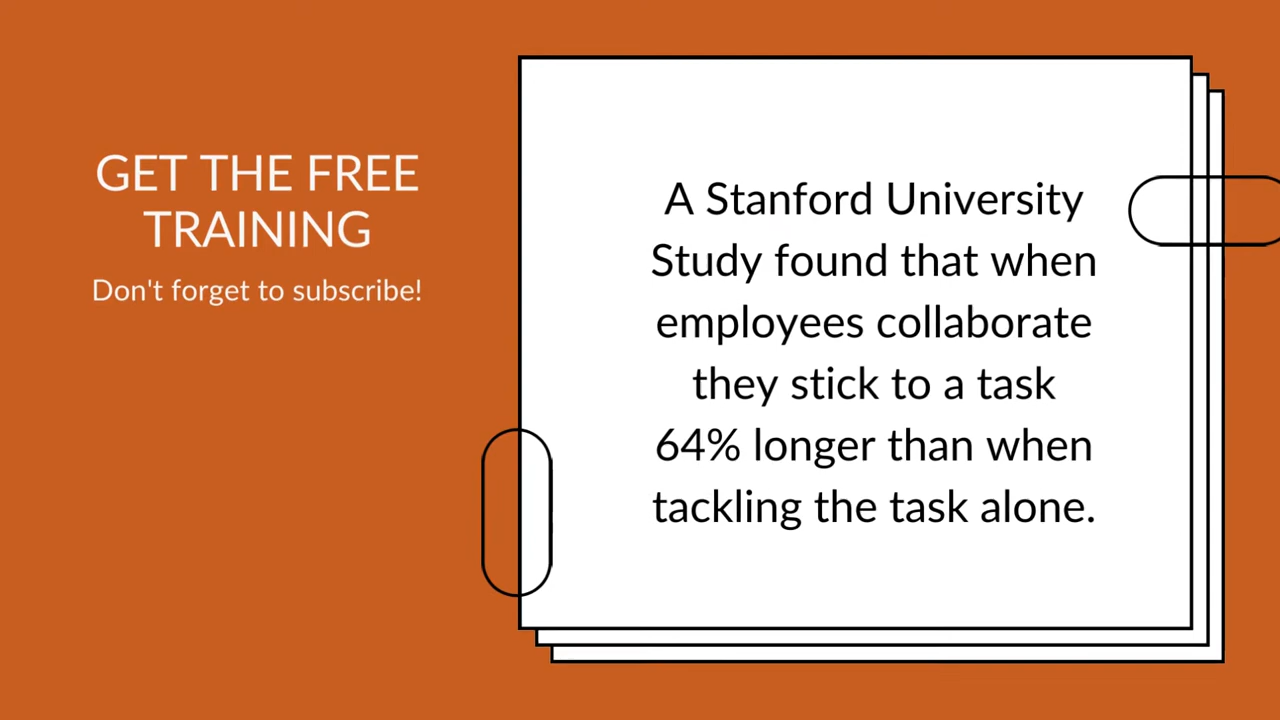 GET THE FREE
TRAINING
Don't forget to subscribe!
A Stanford University
Study found that when
employees collaborate
they stick to a task
64% longer than when
tackling the task alone.